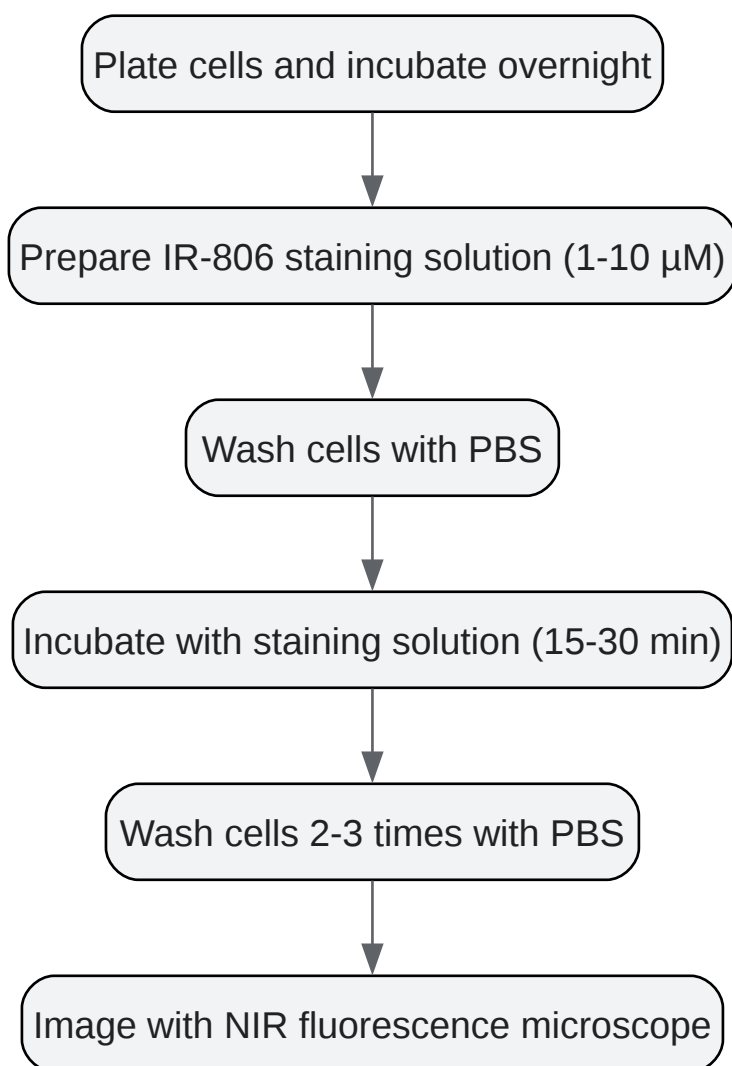 Plate cells and incubate overnight
Prepare IR-806 staining solution (1-10 µM)
Wash cells with PBS
Incubate with staining solution (15-30 min)
Wash cells 2-3 times with PBS
Image with NIR fluorescence microscope